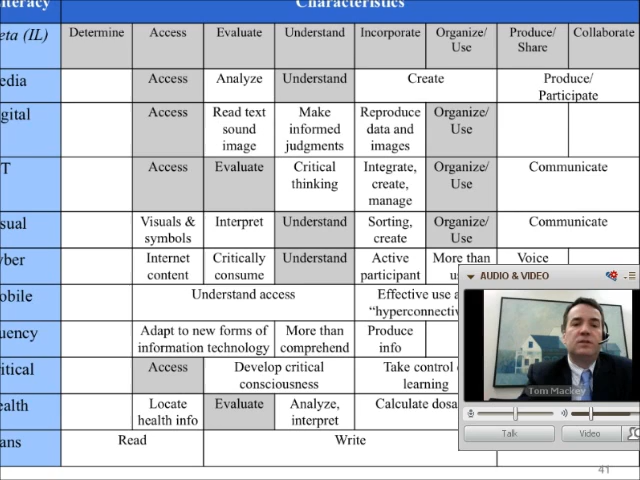 Literacy Characteristics
eta (IL) Determine Access Evaluate Understand Incorporate Organize/ Produce/ Collaborate
Use Share
edia Access Analyze Understand Create Produce/
Participate
gital Access Read text Make Reproduce Organize/
sound informed data and Use
image judgments images
T Access Evaluate Critical Integrate, Organize/ Communicate
thinking create, Use
manage
sual Visuals & Interpret Understand Sorting, Organize/ Communicate
symbols create Use
yber Internet Critically Understand Active More than Voice
content consume participant u
obile Understand access Effective use a
"hyperconnectiv
uency Adapt to new forms of More than Produce
information technology comprehend info
itical Access Develop critical Take control o
consciousness learning
ealth Locate Evaluate Analyze, Calculate dosa
health info interpret
ans Read Write
AUDIO & VIDEO
Tom Mackey
Talk Video
41